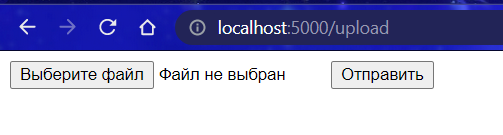 localhost:5000/upload
Выберите файл Файл не выбран Отправить